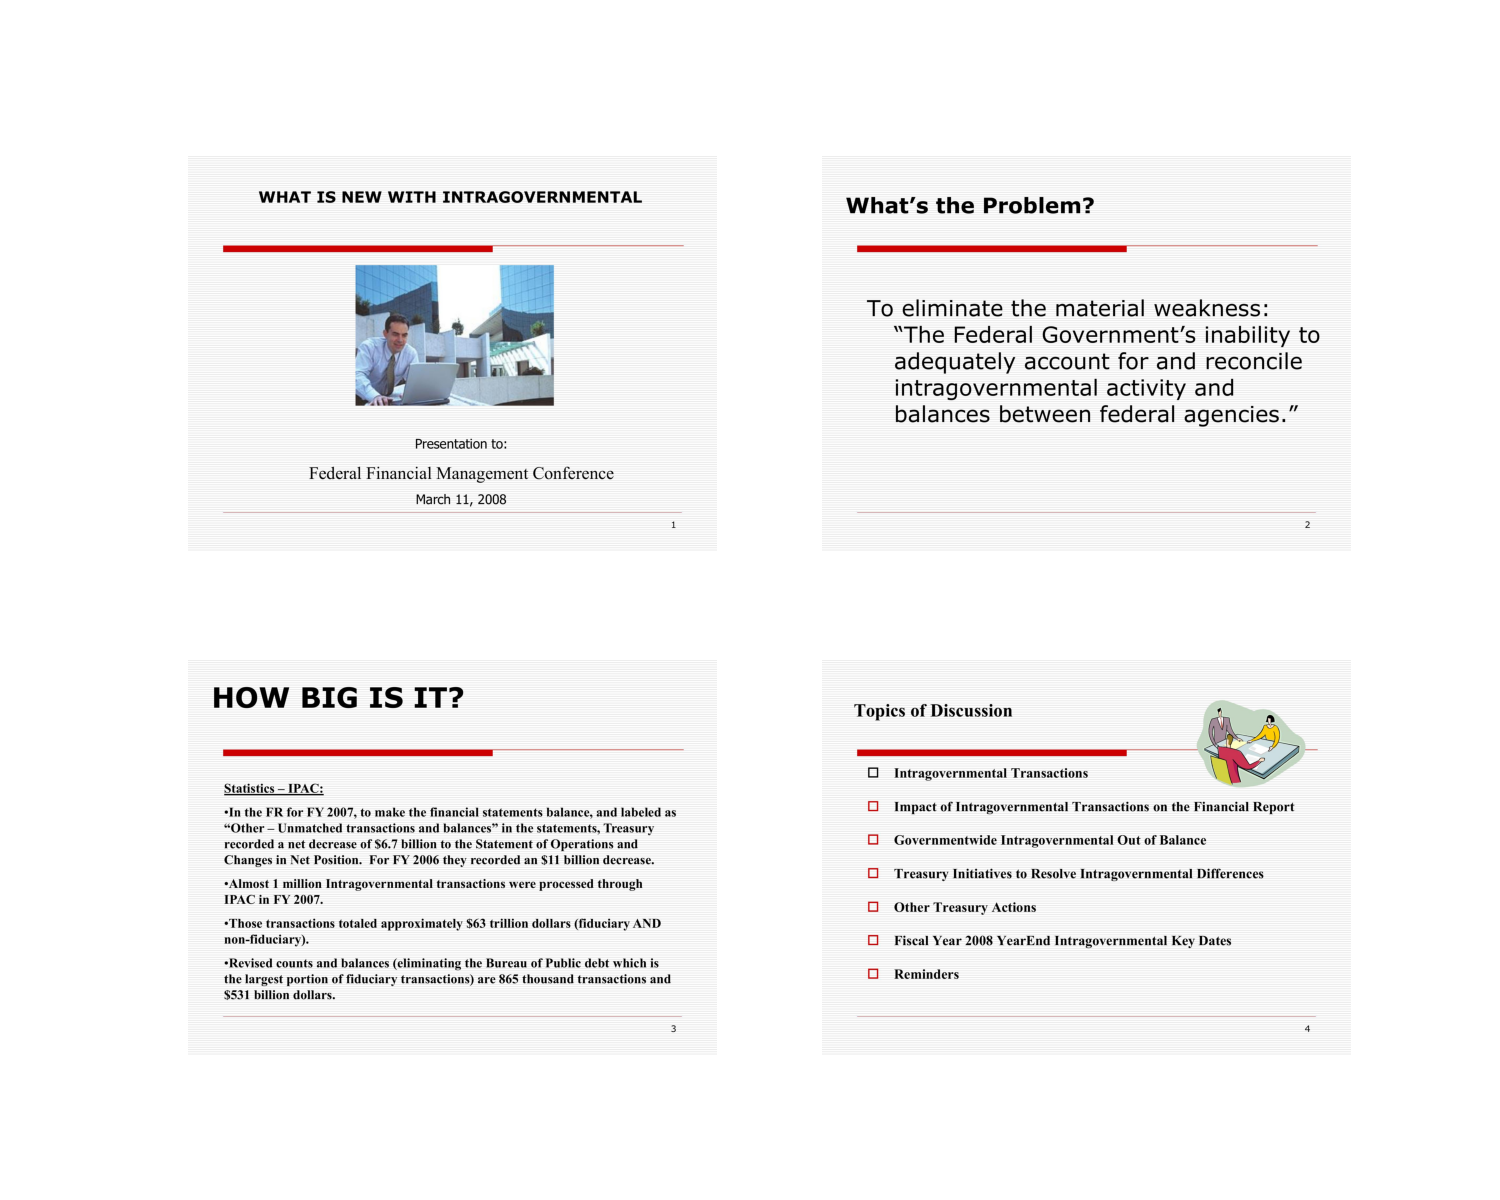 WHAT IS NEW WITH INTRAGOVERNMENTAL
Presentation to:
Federal Financial Management Conference
March 11, 2008
1
What’s the Problem?
To eliminate the material weakness:
“The Federal Government’s inability to
adequately account for and reconcile
intragovernmental activity and
balances between federal agencies.”
2
HOW BIG IS IT?
Statistics – IPAC:
•In the FR for FY 2007, to make the financial statements balance, and labeled as
“Other – Unmatched transactions and balances” in the statements, Treasury
recorded a net decrease of $6.7 billion to the Statement of Operations and
Changes in Net Position.  For FY 2006 they recorded an $11 billion decrease.
•Almost 1 million Intragovernmental transactions were processed through
IPAC in FY 2007.
•Those transactions totaled approximately $63 trillion dollars (fiduciary AND
non-fiduciary).
•Revised counts and balances (eliminating the Bureau of Public debt which is
the largest portion of fiduciary transactions) are 865 thousand transactions and
$531 billion dollars.
3
Topics of Discussion
Intragovernmental Transactions
Impact of Intragovernmental Transactions on the Financial Report
Governmentwide Intragovernmental Out of Balance
Treasury Initiatives to Resolve Intragovernmental Differences
Other Treasury Actions
Fiscal Year 2008 YearEnd Intragovernmental Key Dates
Reminders
4